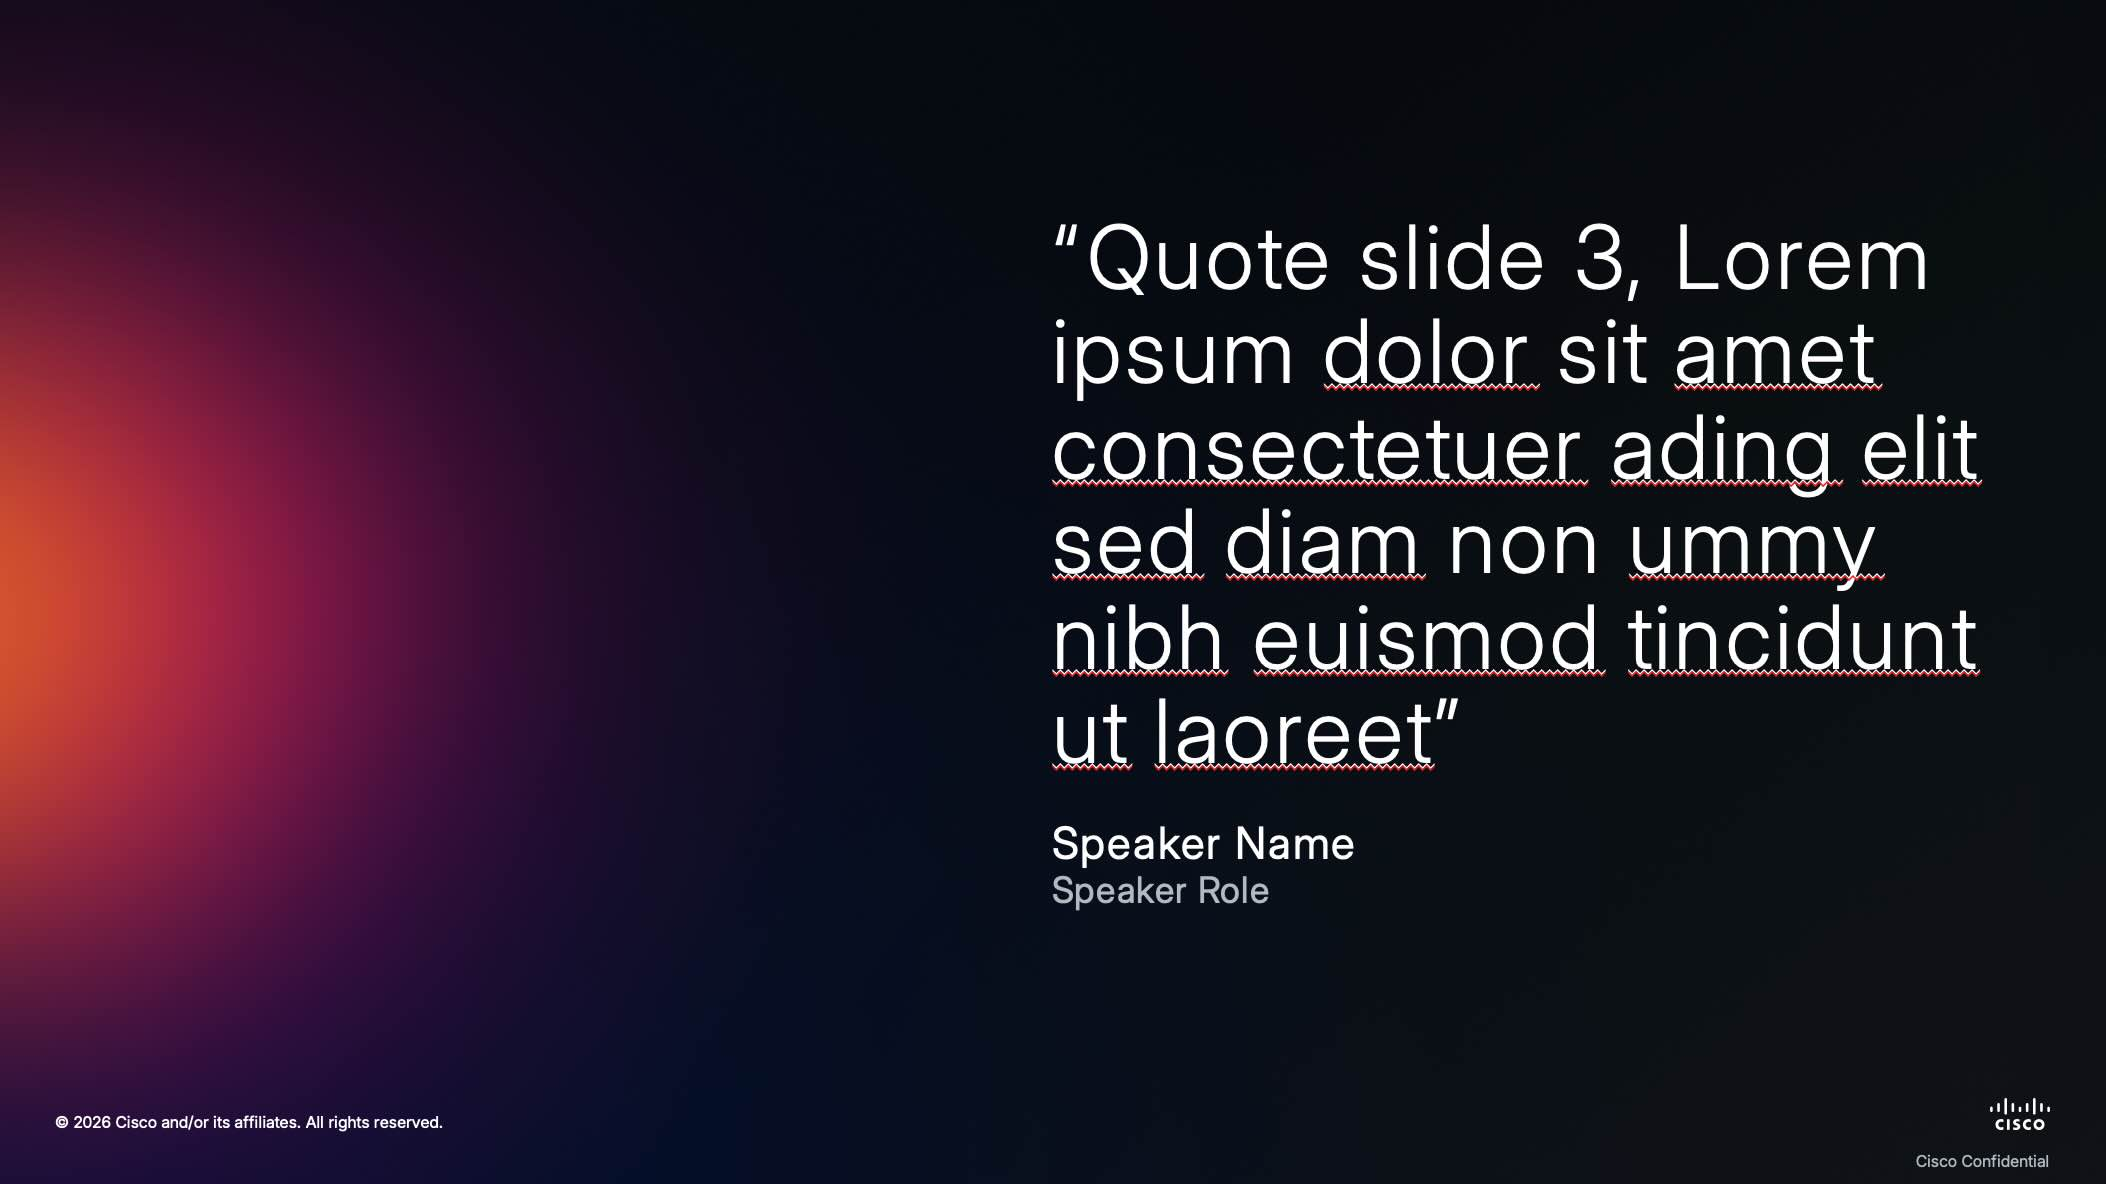 “Quote slide 3, Lorem
ipsum dolor sit amet
consectetuer ading elit
sed diam non ummy
nibh euismod tincidunt
ut laoreet”
Speaker Name
Speaker Role
© 2026 Cisco and/or its affiliates. All rights reserved.
CISCO
Cisco Confidential